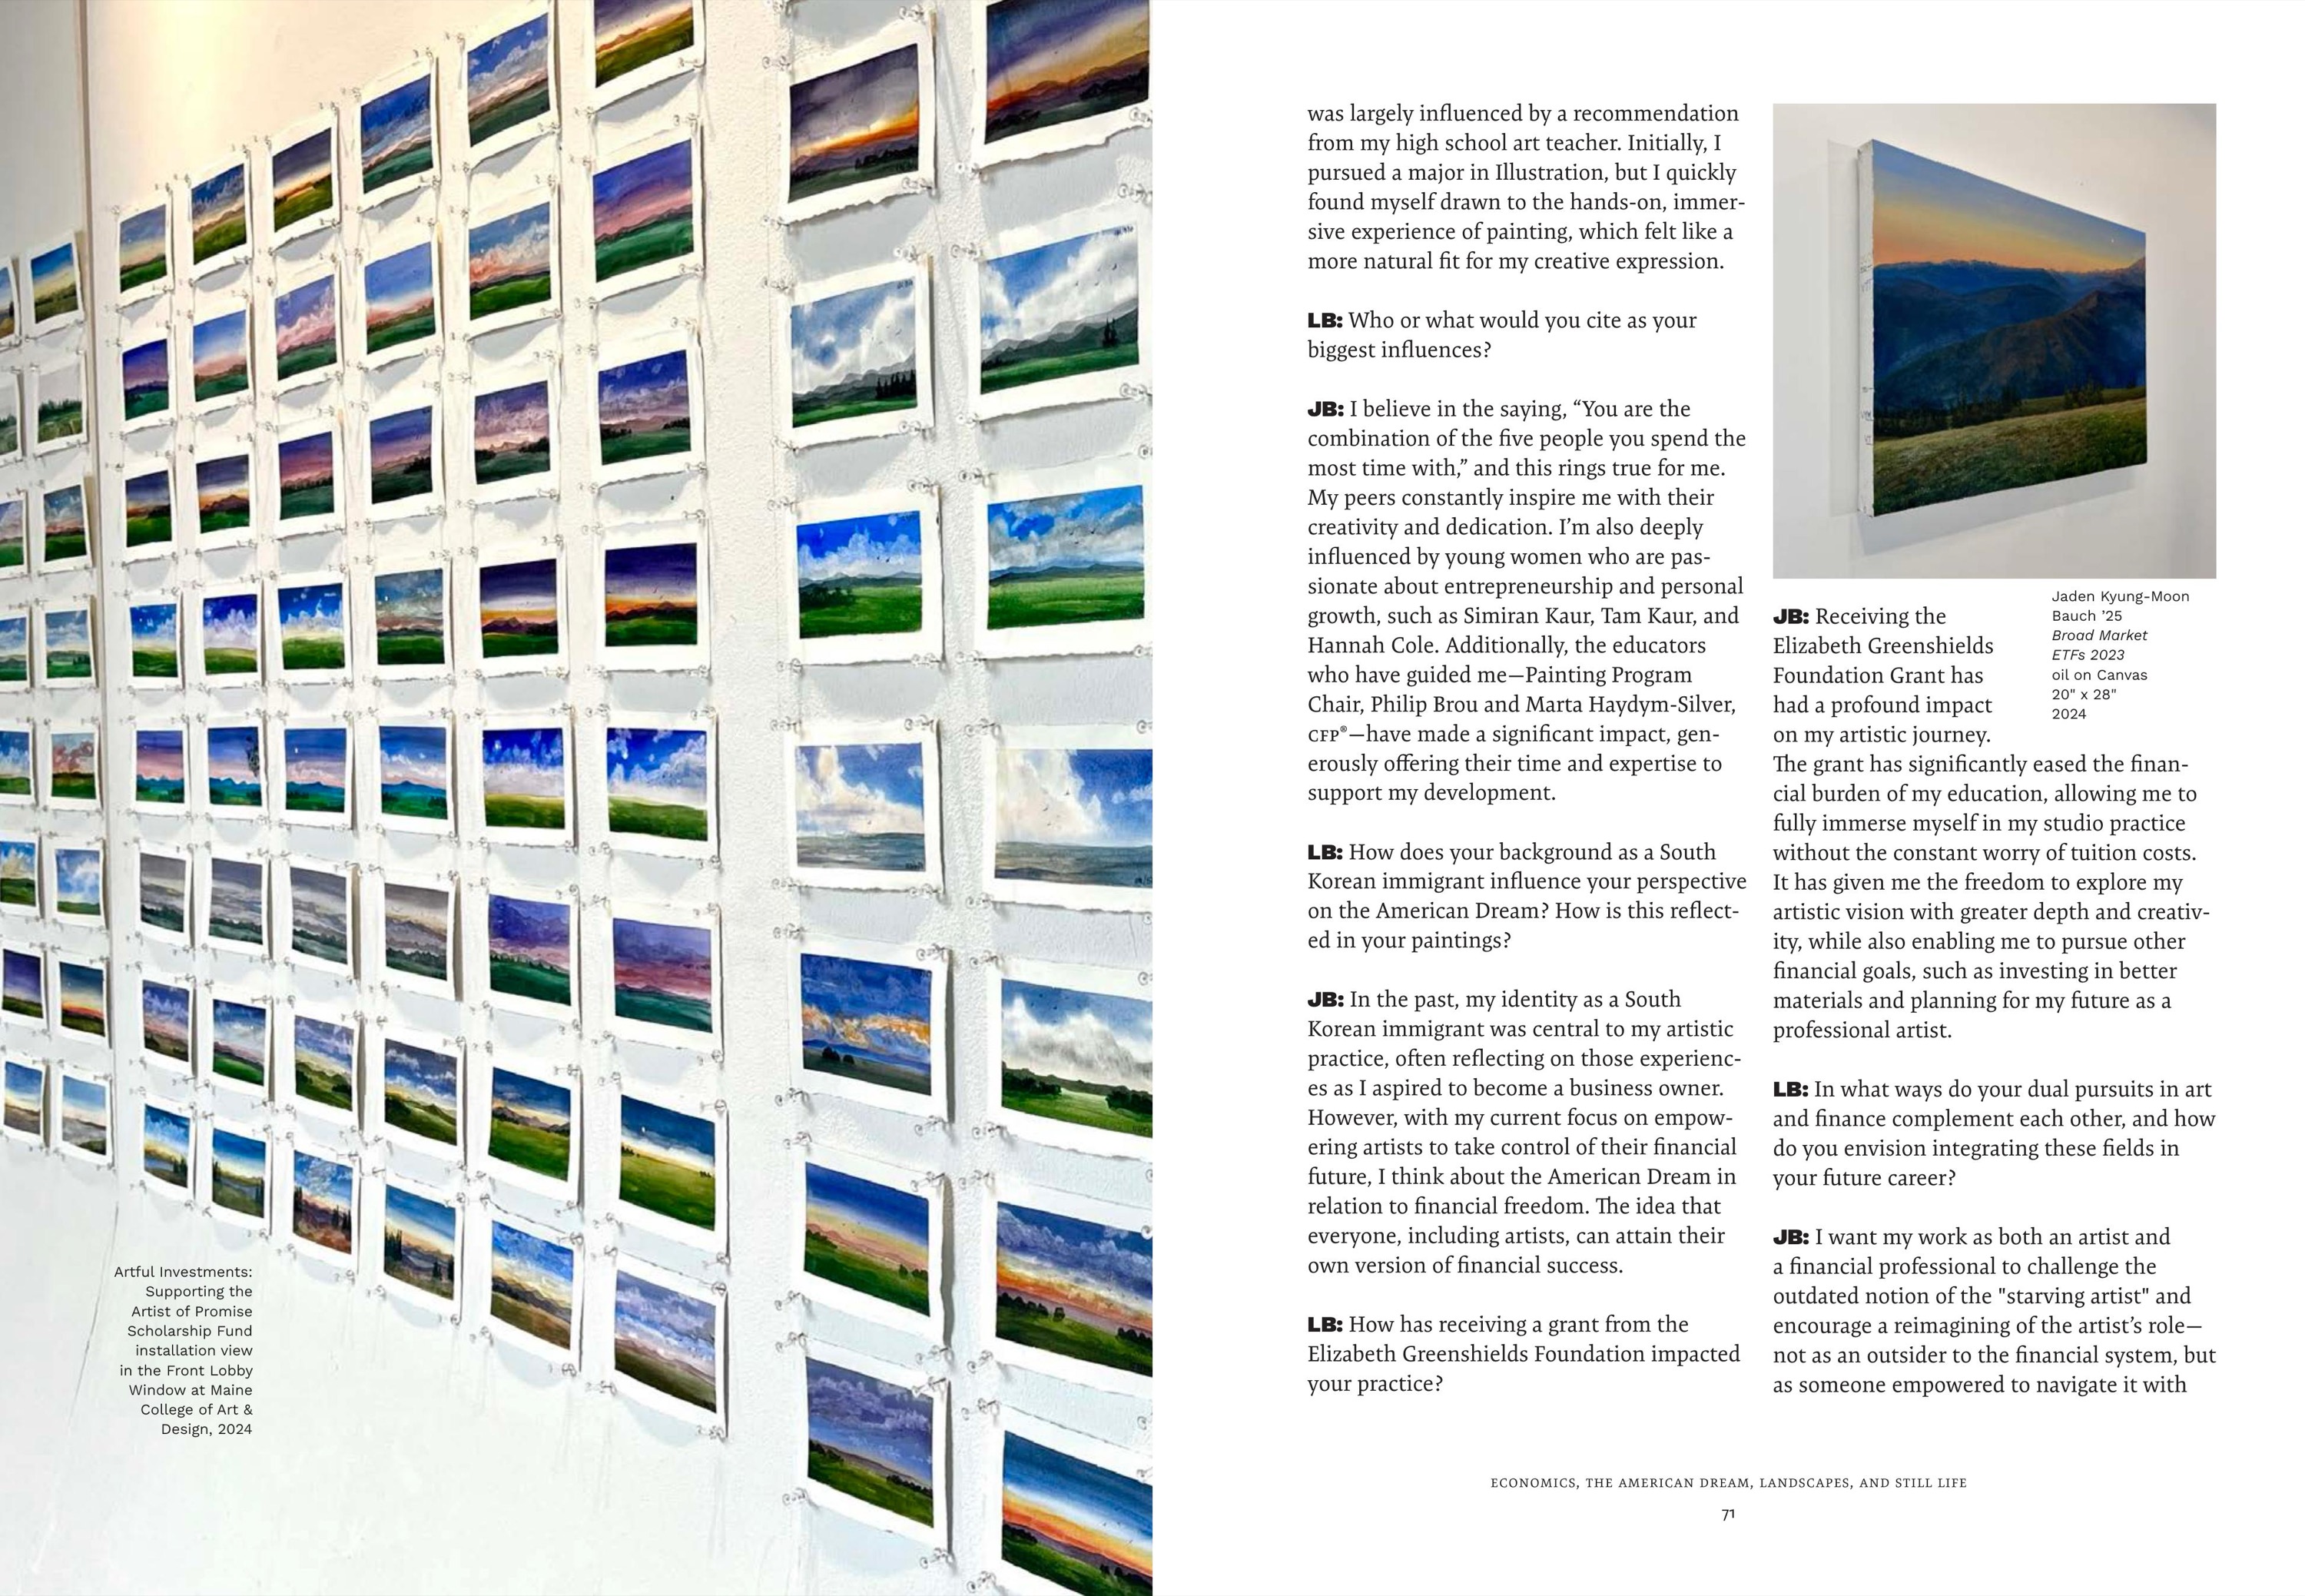 Artful Investments:
Supporting the
Artist of Promise
Scholarship Fund
installation view
in the Front Lobby
Window at Maine
College of Art &
Design, 2024
was largely influenced by a recommendation
from my high school art teacher. Initially, I
pursued a major in Illustration, but I quickly
found myself drawn to the hands-on, immer-
sive experience of painting, which felt like a
more natural fit for my creative expression.
LB: Who or what would you cite as your
biggest influences?
JB: I believe in the saying, “You are the
combination of the five people you spend the
most time with,” and this rings true for me.
My peers constantly inspire me with their
creativity and dedication. I’m also deeply
influenced by young women who are pas-
sionate about entrepreneurship and personal
growth, such as Simiran Kaur, Tam Kaur, and
Hannah Cole. Additionally, the educators
who have guided me—Painting Program
Chair, Philip Brou and Marta Haydym-Silver,
CFP®—have made a significant impact, gen-
erously offering their time and expertise to
support my development.
LB: How does your background as a South
Korean immigrant influence your perspective
on the American Dream? How is this reflect-
ed in your paintings?
JB: In the past, my identity as a South
Korean immigrant was central to my artistic
practice, often reflecting on those experienc-
es as I aspired to become a business owner.
However, with my current focus on empow-
ering artists to take control of their financial
future, I think about the American Dream in
relation to financial freedom. The idea that
everyone, including artists, can attain their
own version of financial success.
LB: How has receiving a grant from the
Elizabeth Greenshields Foundation impacted
your practice?
Jaden Kyung-Moon
Bauch ’25
Broad Market
ETFs 2023
oil on Canvas
20" x 28"
2024
JB: Receiving the
Elizabeth Greenshields
Foundation Grant has
had a profound impact
on my artistic journey.
The grant has significantly eased the finan-
cial burden of my education, allowing me to
fully immerse myself in my studio practice
without the constant worry of tuition costs.
It has given me the freedom to explore my
artistic vision with greater depth and creativ-
ity, while also enabling me to pursue other
financial goals, such as investing in better
materials and planning for my future as a
professional artist.
LB: In what ways do your dual pursuits in art
and finance complement each other, and how
do you envision integrating these fields in
your future career?
JB: I want my work as both an artist and
a financial professional to challenge the
outdated notion of the "starving artist" and
encourage a reimagining of the artist’s role—
not as an outsider to the financial system, but
as someone empowered to navigate it with
ECONOMICS, THE AMERICAN DREAM, LANDSCAPES, AND STILL LIFE
71